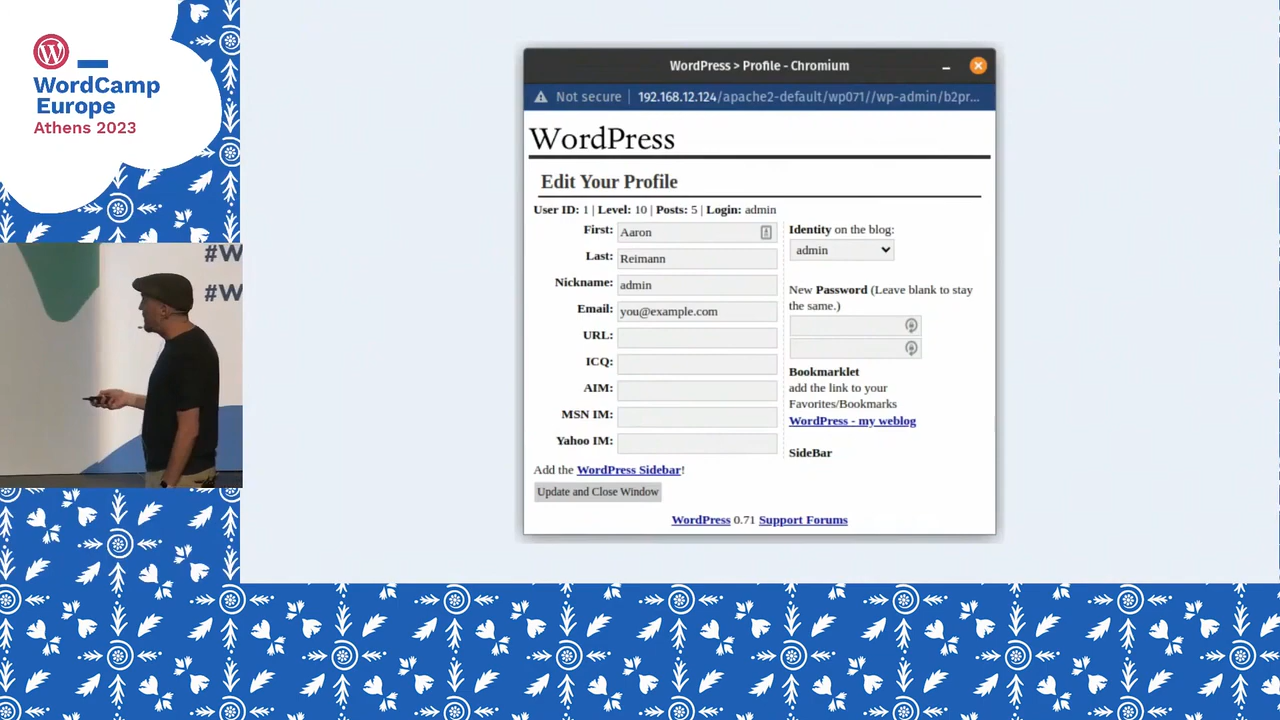 WordCamp
Europe
Athens 2023
#W
#W
WordPress > Profile - Chromium
Not secure | 192.168.12.124/apache2-default/wp071//wp-admin/b2pr...
WordPress
Edit Your Profile
User ID: 1 | Level: 10 | Posts: 5 | Login: admin
First: Aaron
Last: Reimann
Nickname: admin
Email: you@example.com
URL:
ICQ:
AIM:
MSN IM:
Yahoo IM:
Identity on the blog:
admin
New Password (Leave blank to stay
the same.)
Bookmarklet
add the link to your
Favorites/Bookmarks
WordPress - my weblog
SideBar
Add the WordPress Sidebar!
Update and Close Window
WordPress 0.71 Support Forums